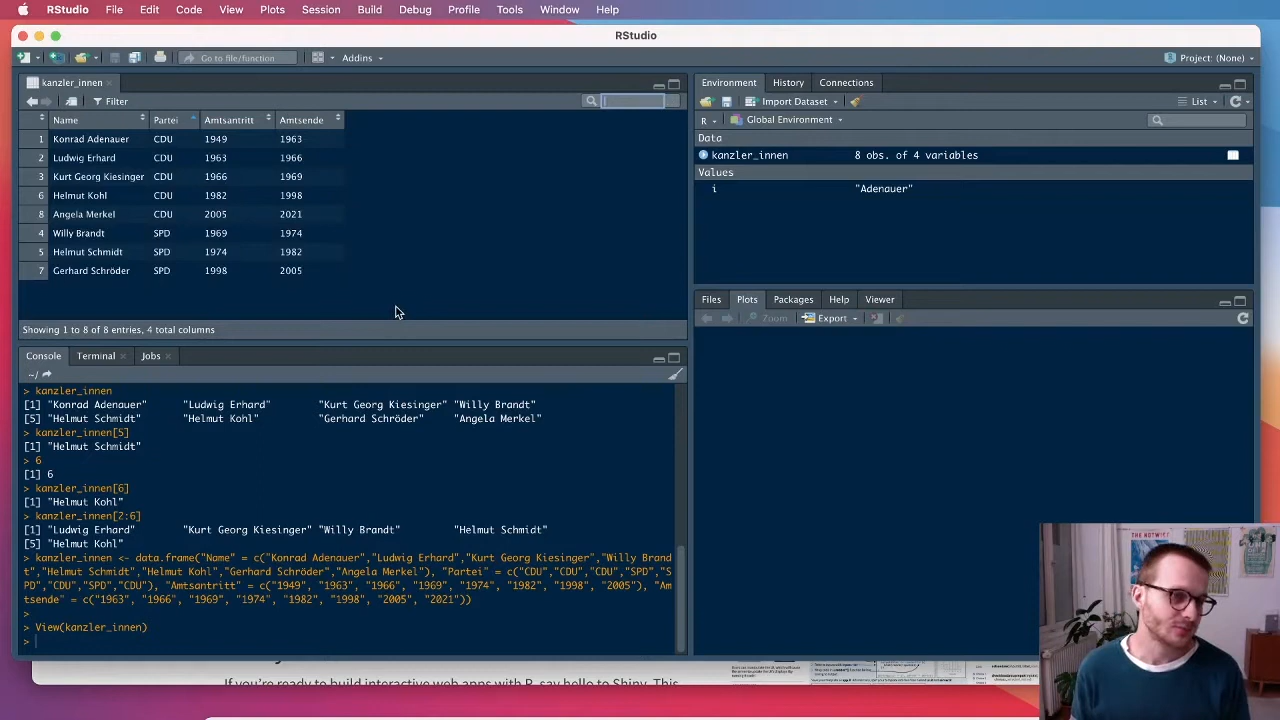 RStudio File Edit Code View Plots Session Build Debug Profile Tools Window Help
RStudio
Go to file/function Addins Project: (None)
kanzler_innen
Filter
Name Partei Amtsantritt Amtsende
1 Konrad Adenauer CDU 1949 1963
2 Ludwig Erhard CDU 1963 1966
3 Kurt Georg Kiesinger CDU 1966 1969
6 Helmut Kohl CDU 1982 1998
8 Angela Merkel CDU 2005 2021
4 Willy Brandt SPD 1969 1974
5 Helmut Schmidt SPD 1974 1982
7 Gerhard Schröder SPD 1998 2005
Showing 1 to 8 of 8 entries, 4 total columns
Console Terminal Jobs
~/
> kanzler_innen
[1] "Konrad Adenauer" "Ludwig Erhard" "Kurt Georg Kiesinger" "Willy Brandt"
[5] "Helmut Schmidt" "Helmut Kohl" "Gerhard Schröder" "Angela Merkel"
> kanzler_innen[5]
[1] "Helmut Schmidt"
> 6
[1] 6
> kanzler_innen[6]
[1] "Helmut Kohl"
> kanzler_innen[2:6]
[1] "Ludwig Erhard" "Kurt Georg Kiesinger" "Willy Brandt" "Helmut Schmidt"
[5] "Helmut Kohl"
> kanzler_innen <- data.frame("Name" = c("Konrad Adenauer","Ludwig Erhard","Kurt Georg Kiesinger","Willy Brand
t","Helmut Schmidt","Helmut Kohl","Gerhard Schröder","Angela Merkel"), "Partei" = c("CDU","CDU","CDU","SPD","S
PD","CDU","SPD","CDU"), "Amtsantritt" = c("1949", "1963", "1966", "1969", "1974", "1982", "1998", "2005"), "Am
tsende" = c("1963", "1966", "1969", "1974", "1982", "1998", "2005", "2021"))
>
> View(kanzler_innen)
>
Environment History Connections
Import Dataset List
R Global Environment
Data
kanzler_innen 8 obs. of 4 variables
Values
i "Adenauer"
Files Plots Packages Help Viewer
Zoom Export
THE NOTWIST
If you're ready to build interactive web apps with R, say hello to Shiny. This